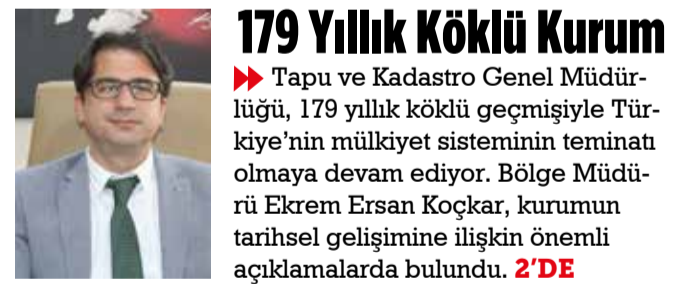 179 Yıllık Köklü Kurum
Tapu ve Kadastro Genel Müdür-
lüğü, 179 yıllık köklü geçmişiyle Tür-
kiye’nin mülkiyet sisteminin teminatı
olmaya devam ediyor. Bölge Müdü-
rü Ekrem Ersan Koçkar, kurumun
tarihsel gelişimine ilişkin önemli
açıklamalarda bulundu. 2’DE